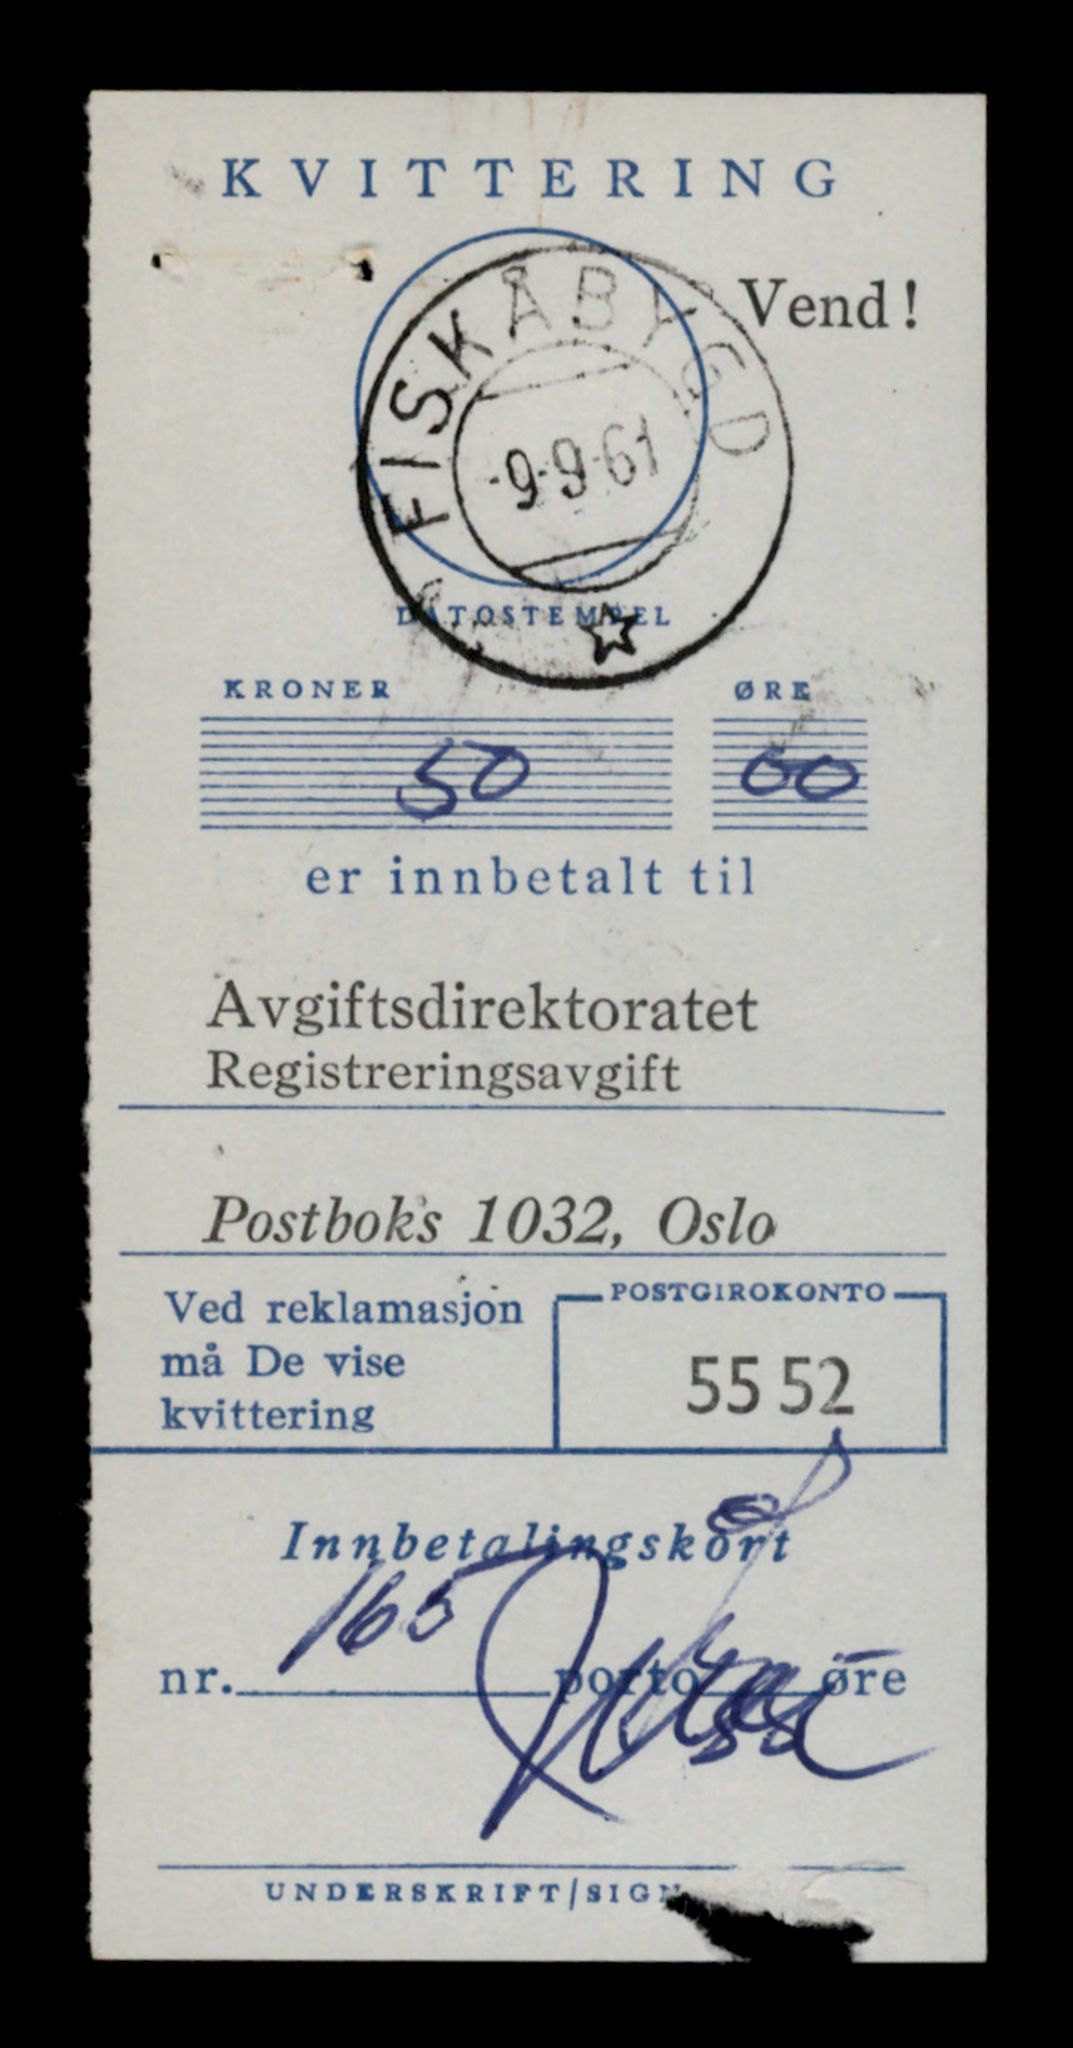 KVITTERING
Vend!
FISKÅBYGD
-9-9-61
DATOSTEMPEL
KRONER ØRE
50 00
er innbetalt til
Avgiftsdirektoratet
Registreringsavgift
Postboks 1032, Oslo
Ved reklamasjon
må De vise
kvittering
POSTGIROKONTO
55 52
Innbetalingskort
nr. 165 porto øre
UNDERSKRIFT/SIGN